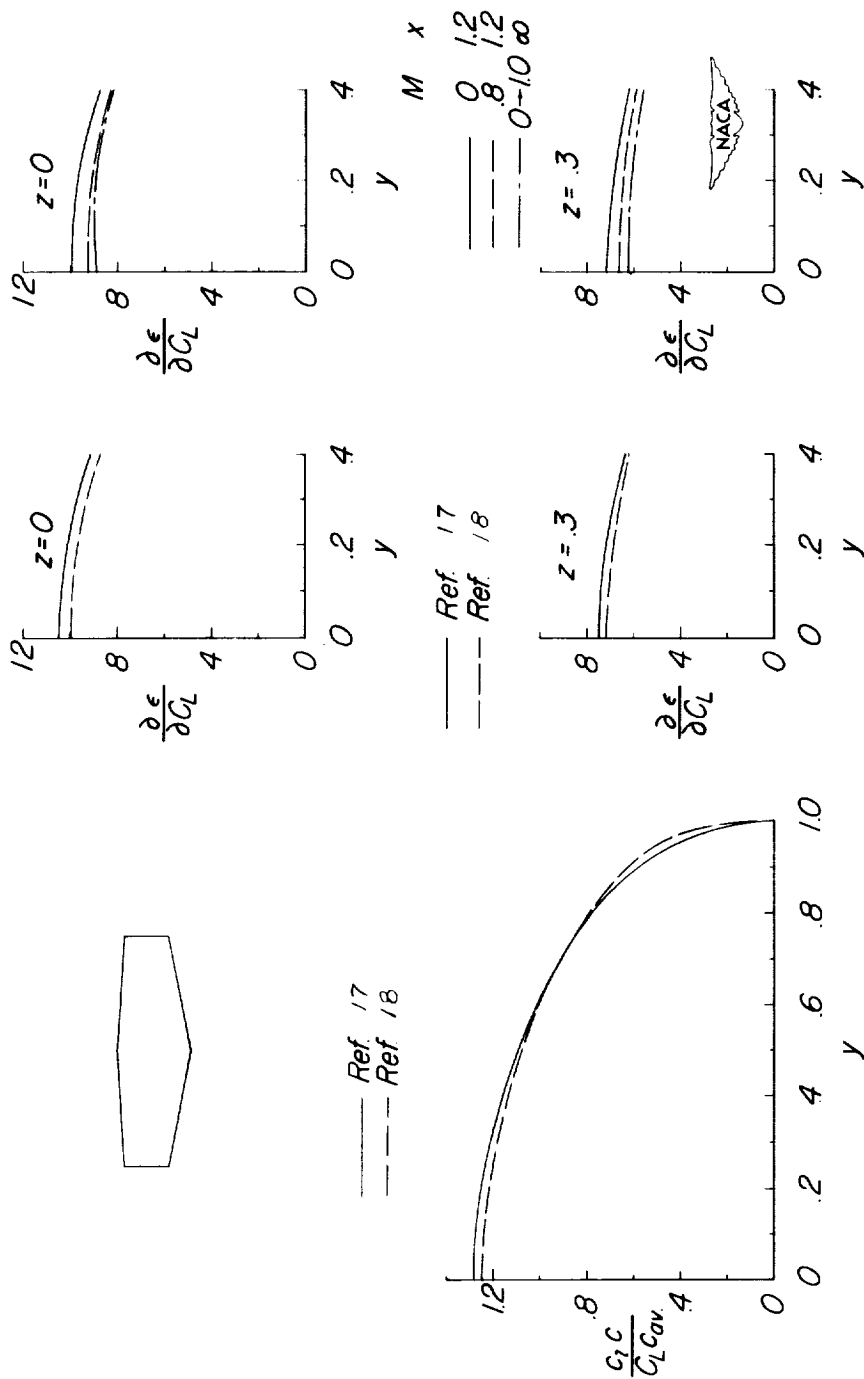 Ref. 17
Ref. 18
1.2
.8
.4
0
c_l c
C_L c_av.
0 .2 .4 .6 .8 1.0
y
z=0
12
8
4
0
∂ε
∂C_L
0 .2 .4
y
Ref. 17
Ref. 18
z=.3
8
4
0
∂ε
∂C_L
0 .2 .4
y
z=0
12
8
4
0
∂ε
∂C_L
0 .2 .4
y
M x
0 1.2
.8 1.2
0→1.0 ∞
z=.3
8
4
0
∂ε
∂C_L
0 .2 .4
y
NACA